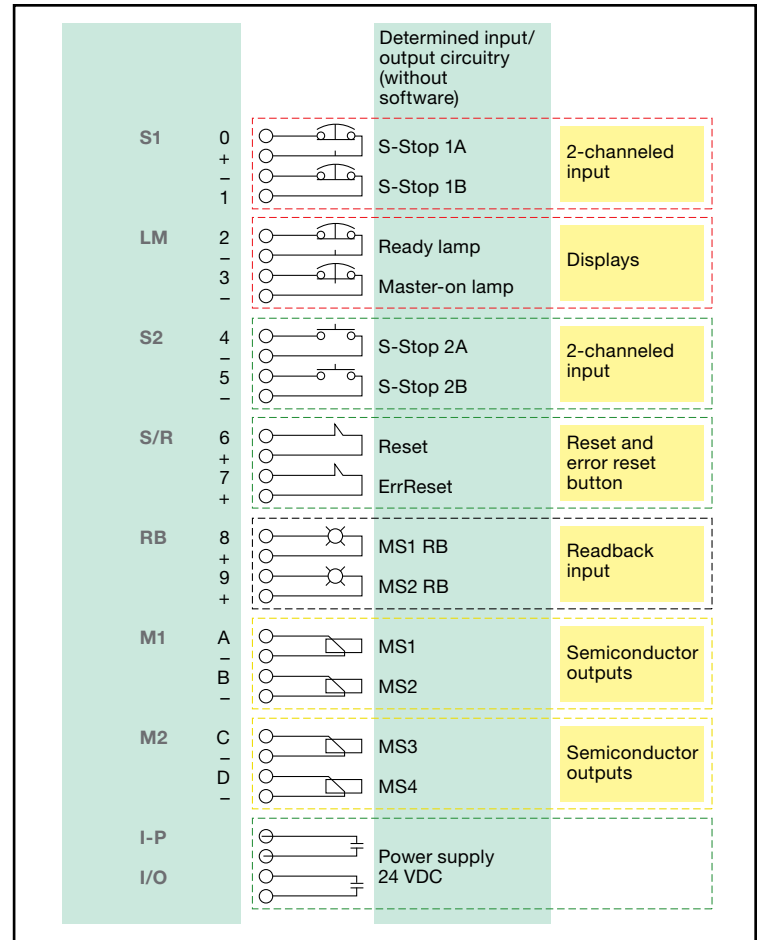 Determined input/
output circuitry
(without
software)
S1
0
+
–
1
S-Stop 1A
S-Stop 1B
2-channeled
input
LM
2
–
3
–
Ready lamp
Master-on lamp
Displays
S2
4
–
5
–
S-Stop 2A
S-Stop 2B
2-channeled
input
S/R
6
+
7
+
Reset
ErrReset
Reset and
error reset
button
RB
8
+
9
+
MS1 RB
MS2 RB
Readback
input
M1
A
–
B
–
MS1
MS2
Semiconductor
outputs
M2
C
–
D
–
MS3
MS4
Semiconductor
outputs
I-P
I/O
Power supply
24 VDC